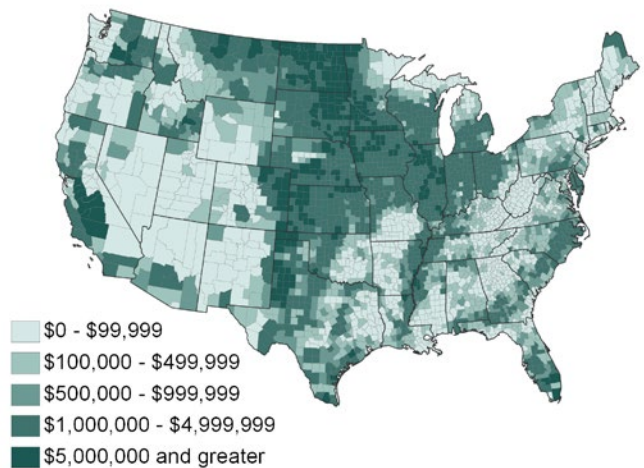 $0 - $99,999
$100,000 - $499,999
$500,000 - $999,999
$1,000,000 - $4,999,999
$5,000,000 and greater